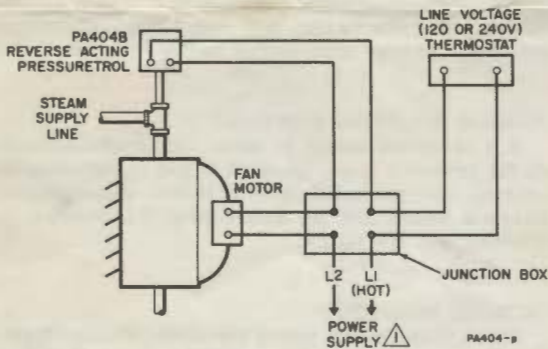 PA404B
REVERSE ACTING
PRESSURETROL
LINE VOLTAGE
(120 OR 240V)
THERMOSTAT
STEAM
SUPPLY
LINE
FAN
MOTOR
L2
L1
(HOT)
JUNCTION BOX
POWER
SUPPLY
1
PA404-B